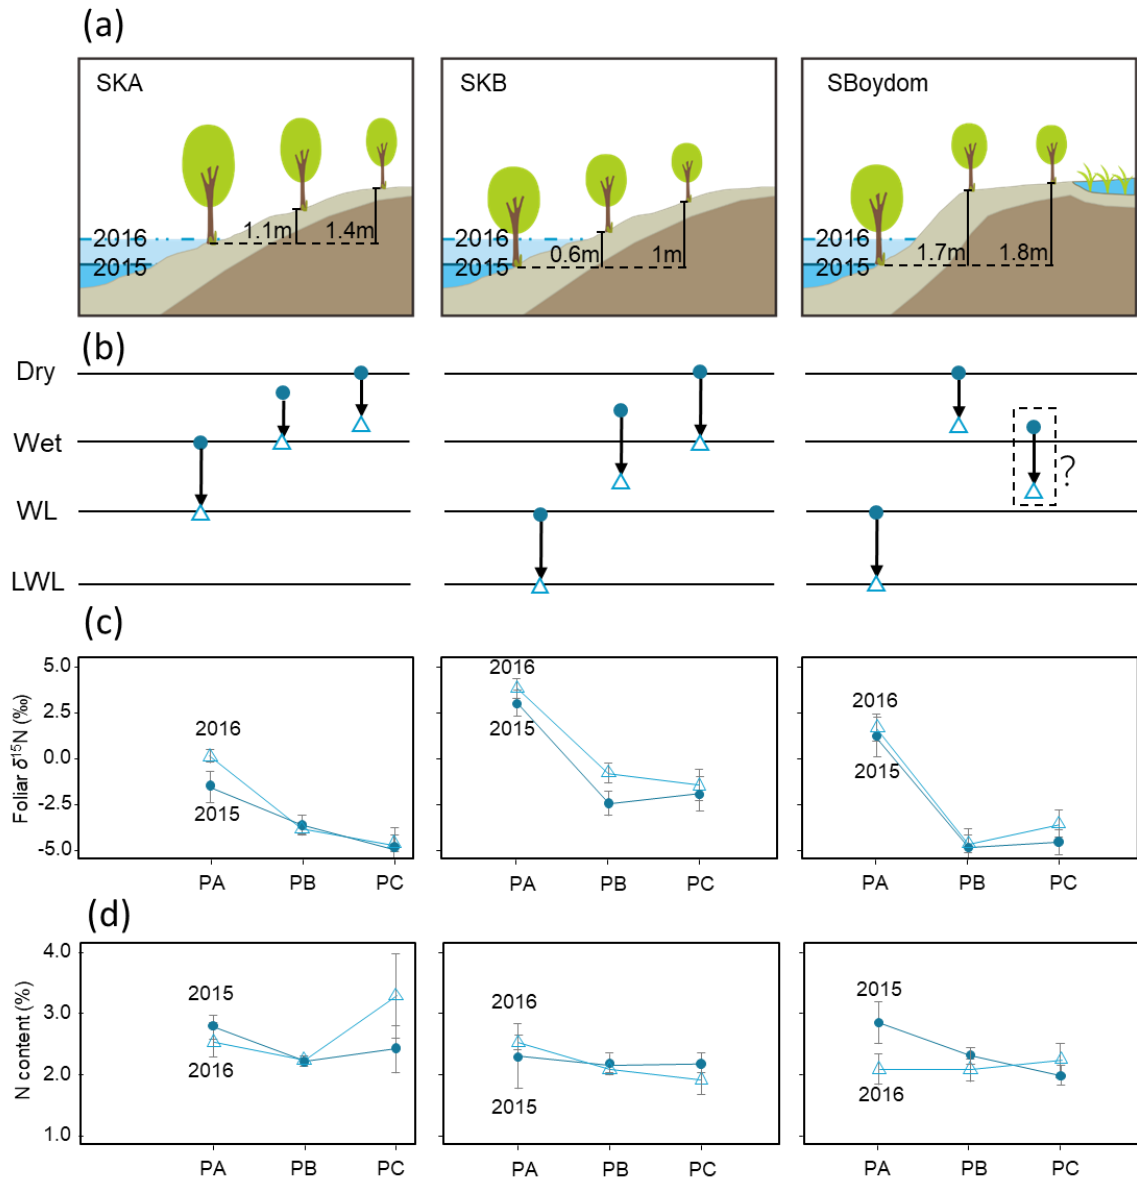 (a)
SKA
SKB
SBoydom
2016
2015
1.1m
1.4m
2016
2015
0.6m
1m
2016
2015
1.7m
1.8m
(b)
Dry
Wet
WL
LWL
?
(c)
Foliar δ¹⁵N (‰)
5.0
2.5
0.0
-2.5
-5.0
2016
2015
2016
2015
2016
2015
PA PB PC
PA PB PC
PA PB PC
(d)
N content (%)
4.0
3.0
2.0
1.0
2015
2016
2016
2015
2015
2016
PA PB PC
PA PB PC
PA PB PC